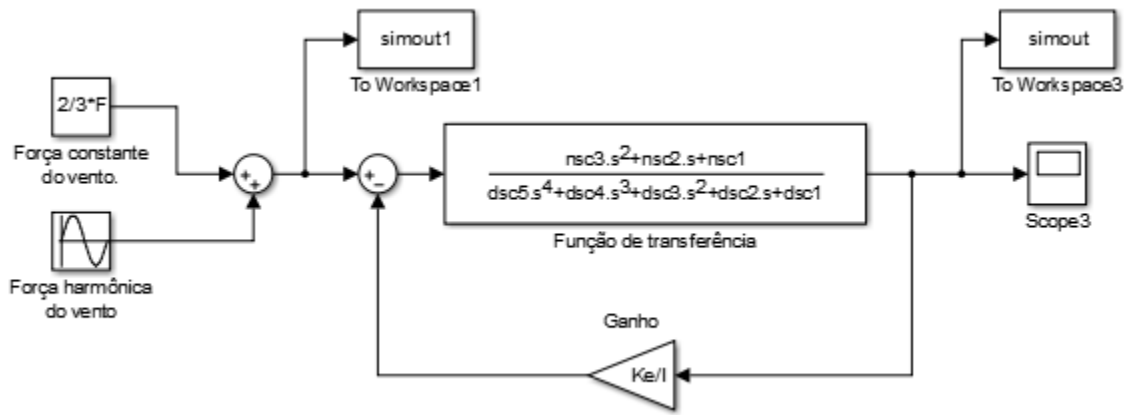 simout1
To Workspace1
simout
To Workspace3
2/3*F
Força constante
do vento.
nsc3.s²+nsc2.s+nsc1
dsc5.s⁴+dsc4.s³+dsc3.s²+dsc2.s+dsc1
Função de transferência
Scope3
Força harmônica
do vento
Ganho
Ke/I